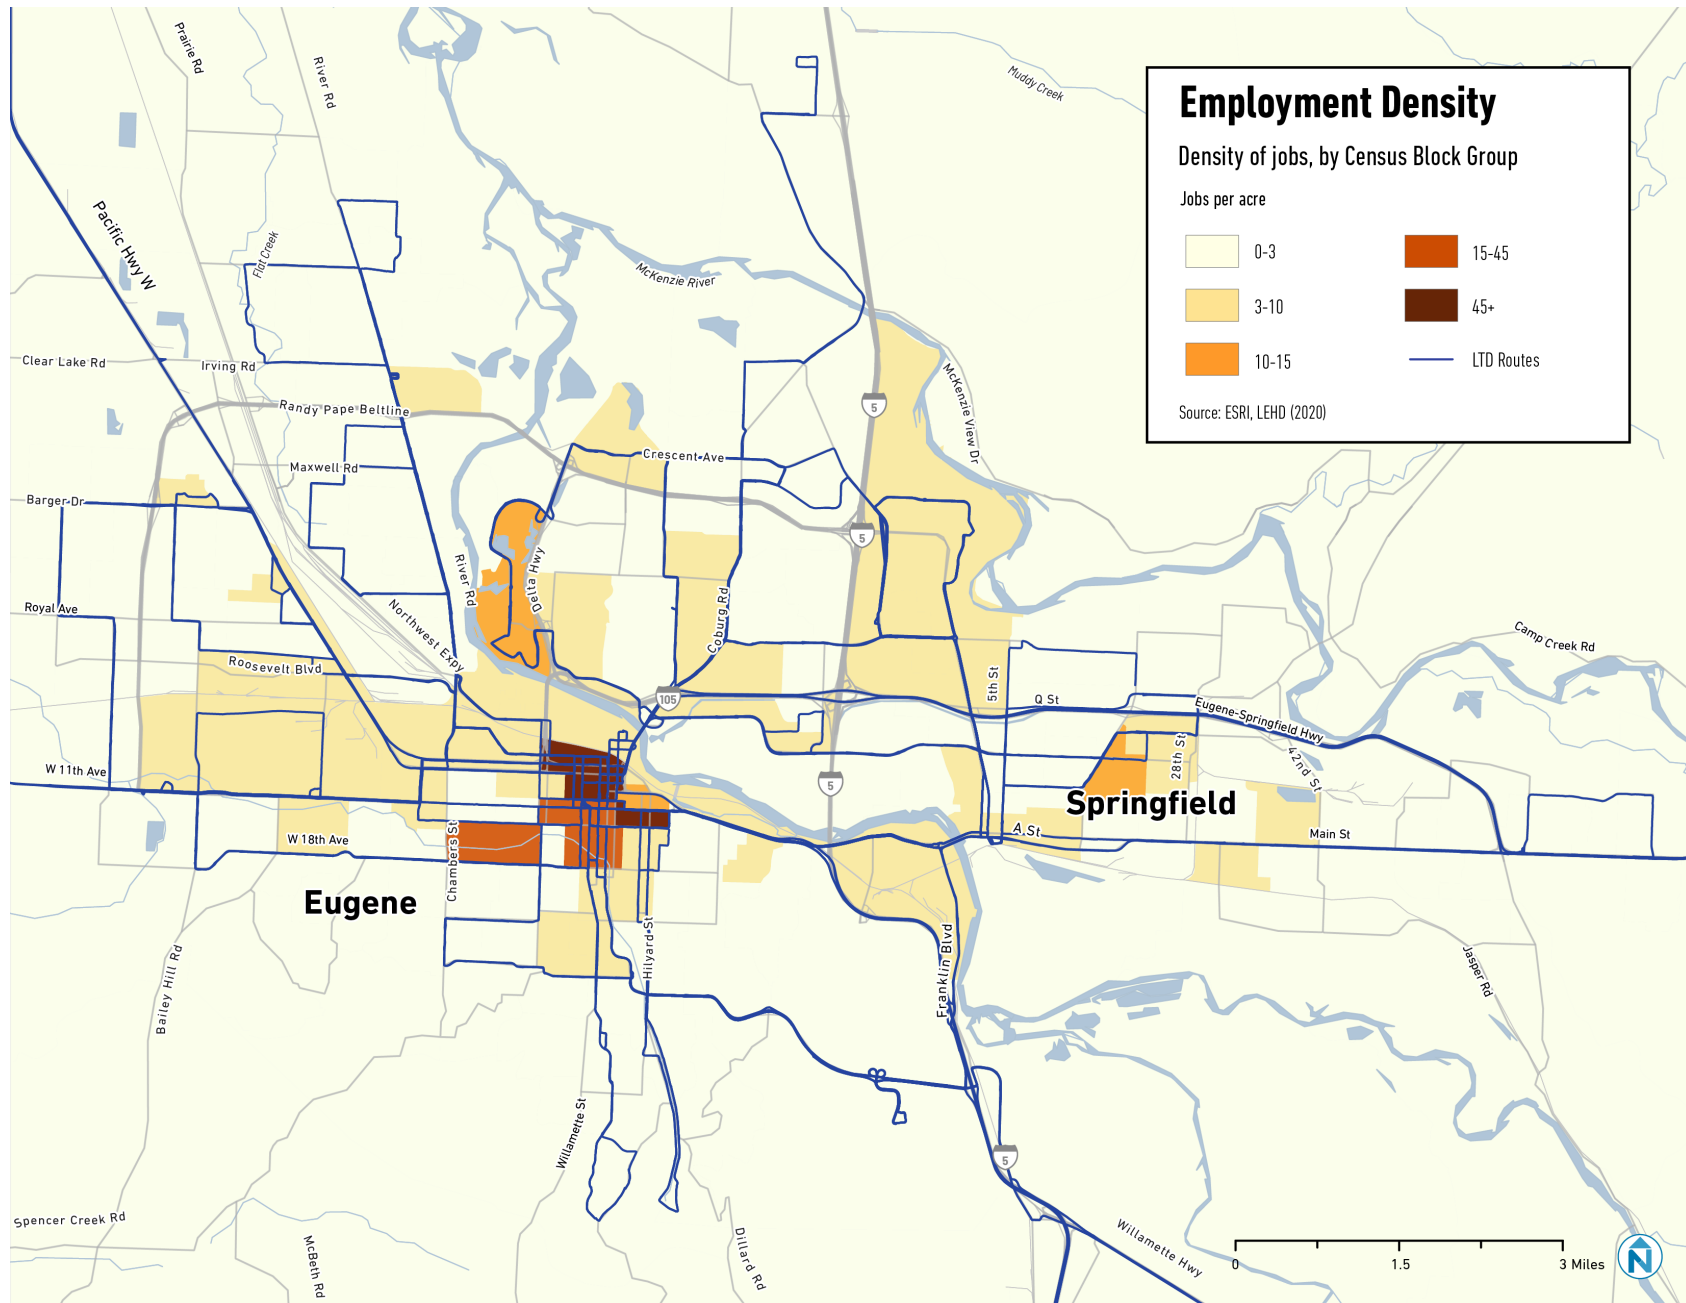 Employment Density
Density of jobs, by Census Block Group
Jobs per acre
0-3
15-45
3-10
45+
10-15
LTD Routes
Source: ESRI, LEHD (2020)
Prairie Rd
River Rd
Muddy Creek
Pacific Hwy W
Flat Creek
McKenzie River
Clear Lake Rd
Irving Rd
Randy Pape Beltline
5
McKenzie View Dr
Maxwell Rd
Crescent Ave
Barger Dr
5
River Rd
Delta Hwy
Royal Ave
Northwest Expy
Coburg Rd
Camp Creek Rd
Roosevelt Blvd
105
5th St
Q St
Eugene-Springfield Hwy
28th St
42nd St
W 11th Ave
5
Springfield
W 18th Ave
Chambers St
A St
Main St
Eugene
Hilyard St
Franklin Blvd
Bailey Hill Rd
Jasper Rd
Willamette St
5
Spencer Creek Rd
McBeth Rd
Dillard Rd
Willamette Hwy
0
1.5
3 Miles
N